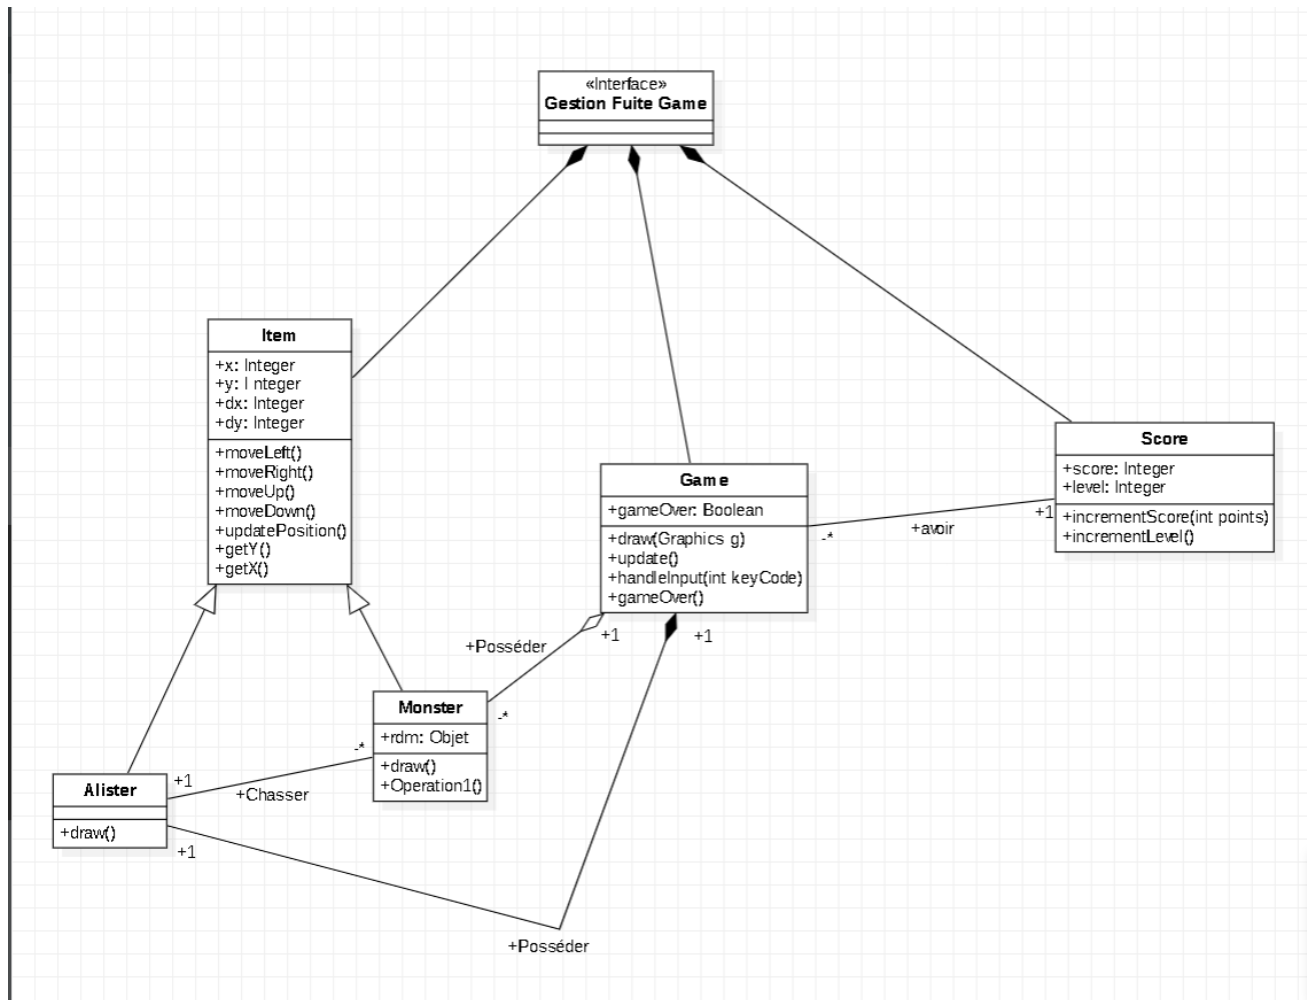 «Interface»
Gestion Fuite Game
Item
+x: Integer
+y: I nteger
+dx: Integer
+dy: Integer
+moveLeft()
+moveRight()
+moveUp()
+moveDown()
+updatePosition()
+getY()
+getX()
Score
+score: Integer
+level: Integer
+incrementScore(int points)
+incrementLevel()
Game
+gameOver: Boolean
+draw(Graphics g)
+update()
+handleInput(int keyCode)
+gameOver()
-*
+avoir
+1
+Posséder
+1
+1
-*
Monster
+rdm: Objet
+draw()
+Operation1()
-*
+Chasser
+1
Alister
+draw()
+1
+Posséder